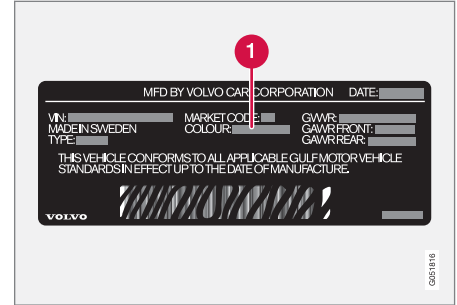 1
MFD BY VOLVO CAR CORPORATION DATE:
VIN: MARKET CODE: GVWR:
MADE IN SWEDEN COLOUR: GAWR FRONT:
TYPE: GAWR REAR:
THIS VEHICLE CONFORMS TO ALL APPLICABLE GULF MOTOR VEHICLE
STANDARDS IN EFFECT UP TO THE DATE OF MANUFACTURE.
VOLVO
G051816